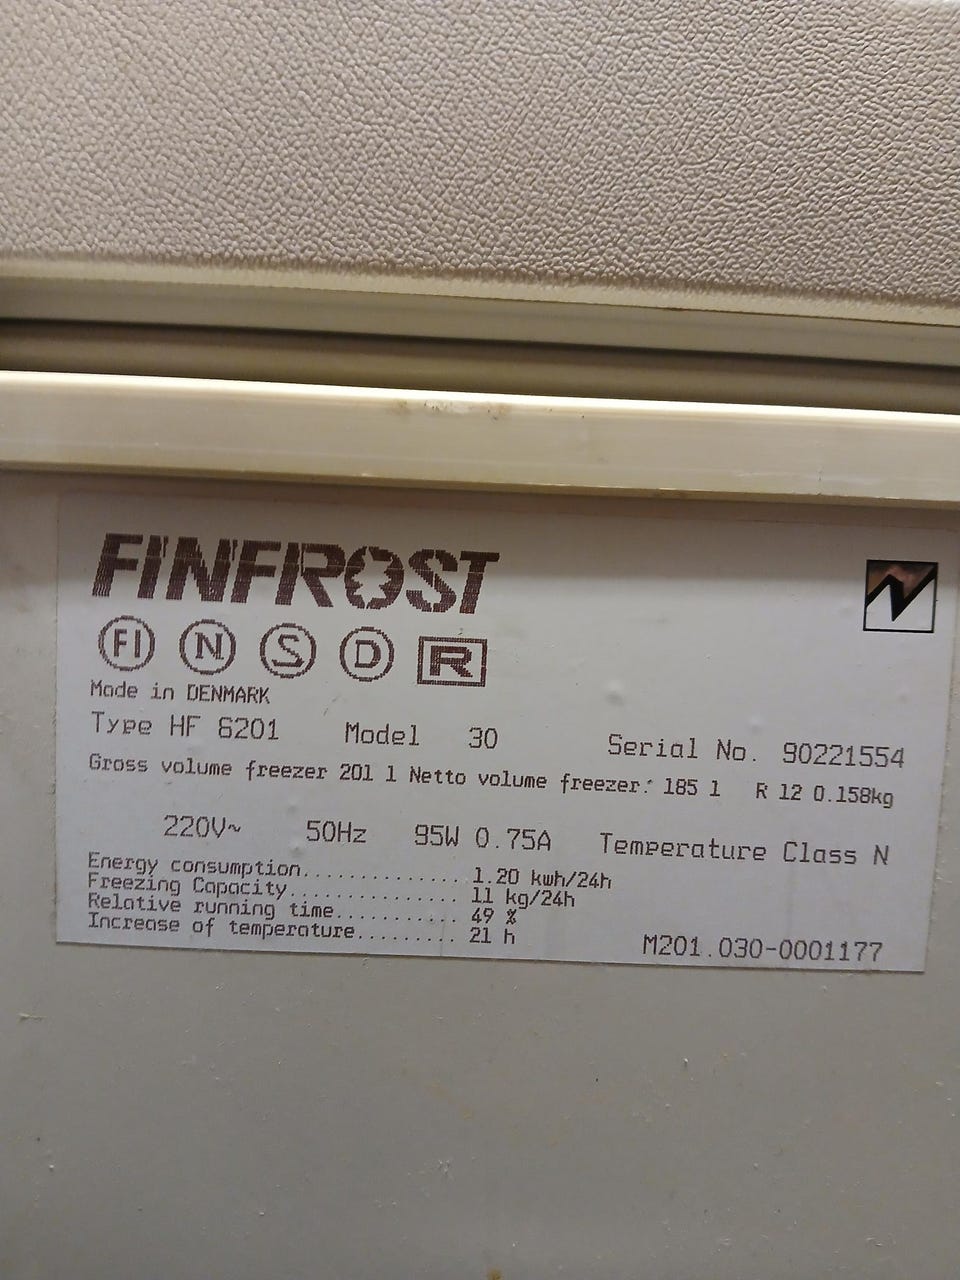 FINFROST
FI N S D R
Made in DENMARK
Type HF 6201 Model 30 Serial No. 90221554
Gross volume freezer 201 l Netto volume freezer: 185 l R 12 0.158kg
220V~ 50Hz 95W 0.75A Temperature Class N
Energy consumption.............. 1.20 kwh/24h
Freezing Capacity............... 11 kg/24h
Relative running time.......... 49 %
Increase of temperature......... 21 h
M201.030-0001177